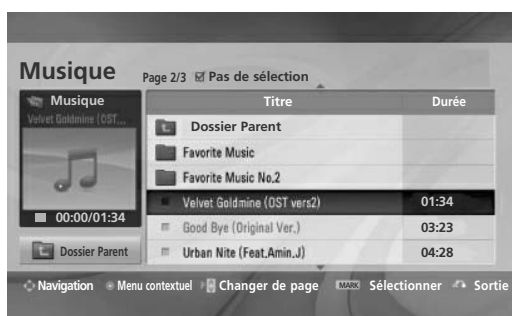 Musique
Page 2/3 Pas de sélection
Musique
Velvet Goldmine (OST...
00:00/01:34
Dossier Parent
Titre Durée
Dossier Parent
Favorite Music
Favorite Music No.2
Velvet Goldmine (OST vers2) 01:34
Good Bye (Original Ver.) 03:23
Urban Nite (Feat.Amin.J) 04:28
Navigation Menu contextuel Changer de page MARK Sélectionner Sortie